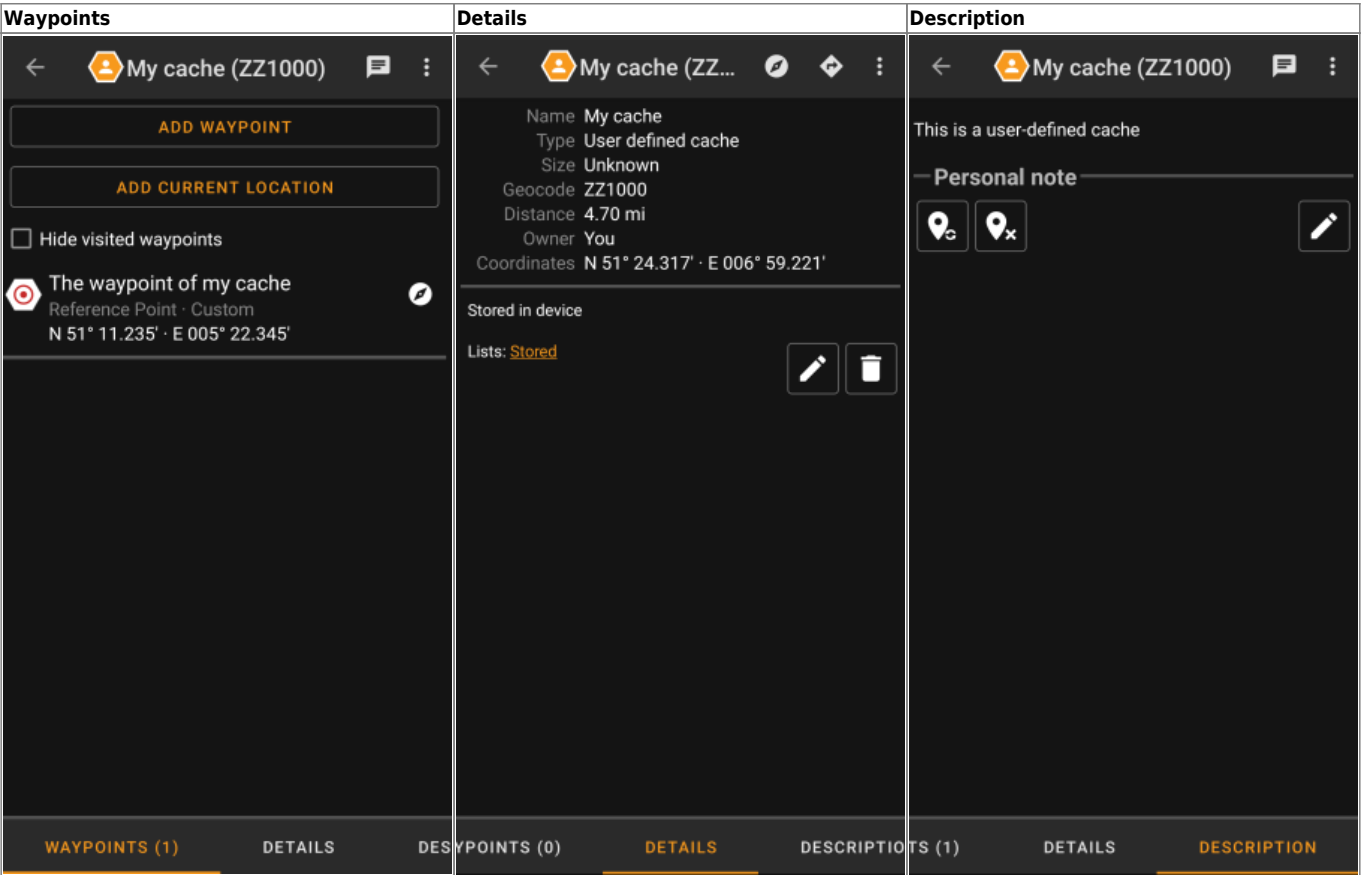 Waypoints
My cache (ZZ1000)
ADD WAYPOINT
ADD CURRENT LOCATION
Hide visited waypoints
The waypoint of my cache
Reference Point · Custom
N 51° 11.235' · E 005° 22.345'
WAYPOINTS (1) DETAILS DES
Details
My cache (ZZ...
Name My cache
Type User defined cache
Size Unknown
Geocode ZZ1000
Distance 4.70 mi
Owner You
Coordinates N 51° 24.317' · E 006° 59.221'
Stored in device
Lists: Stored
YPOINTS (0) DETAILS DESCRIPTIO
Description
My cache (ZZ1000)
This is a user-defined cache
Personal note
TS (1) DETAILS DESCRIPTION